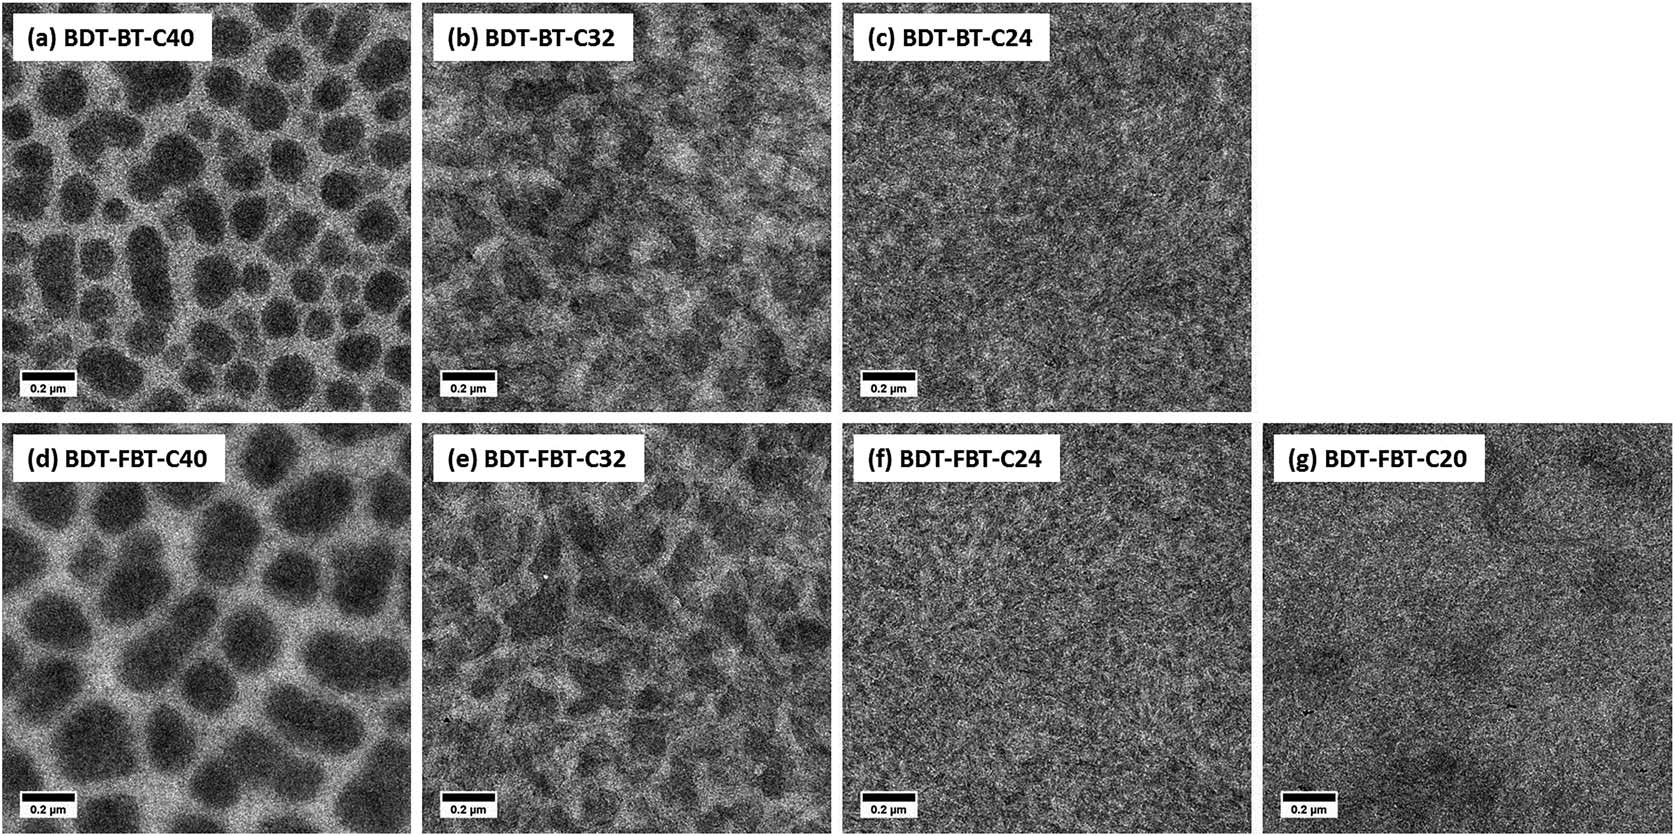 (a) BDT-BT-C40
(b) BDT-BT-C32
(c) BDT-BT-C24
0.2 µm
0.2 µm
0.2 µm
(d) BDT-FBT-C40
(e) BDT-FBT-C32
(f) BDT-FBT-C24
(g) BDT-FBT-C20
0.2 µm
0.2 µm
0.2 µm
0.2 µm